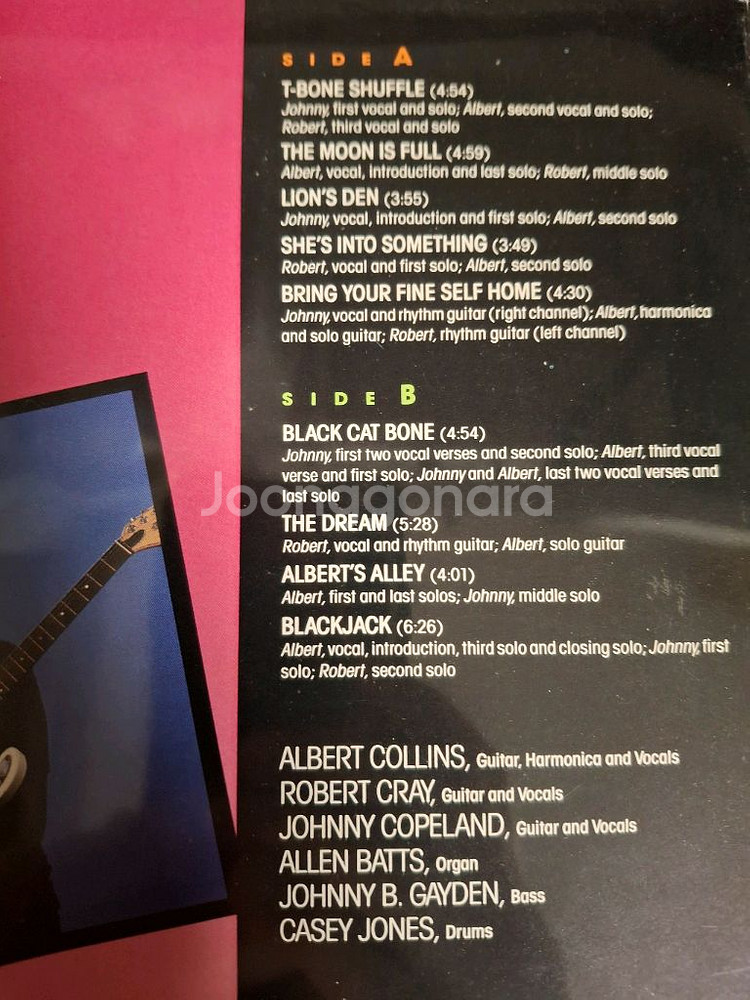 SIDE A
T-BONE SHUFFLE (4:54)
Johnny, first vocal and solo; Albert, second vocal and solo;
Robert, third vocal and solo
THE MOON IS FULL (4:59)
Albert, vocal, introduction and last solo; Robert, middle solo
LION'S DEN (3:55)
Johnny, vocal, introduction and first solo; Albert, second solo
SHE'S INTO SOMETHING (3:49)
Robert, vocal and first solo; Albert, second solo
BRING YOUR FINE SELF HOME (4:30)
Johnny, vocal and rhythm guitar (right channel); Albert, harmonica
and solo guitar; Robert, rhythm guitar (left channel)
SIDE B
BLACK CAT BONE (4:54)
Johnny, first two vocal verses and second solo; Albert, third vocal
verse and first solo; Johnny and Albert, last two vocal verses and
last solo
Joonggonara
THE DREAM (5:28)
Robert, vocal and rhythm guitar; Albert, solo guitar
ALBERT'S ALLEY (4:01)
Albert, first and last solos; Johnny, middle solo
BLACKJACK (6:26)
Albert, vocal, introduction, third solo and closing solo; Johnny, first
solo; Robert, second solo
ALBERT COLLINS, Guitar, Harmonica and Vocals
ROBERT CRAY, Guitar and Vocals
JOHNNY COPELAND, Guitar and Vocals
ALLEN BATTS, Organ
JOHNNY B. GAYDEN, Bass
CASEY JONES, Drums